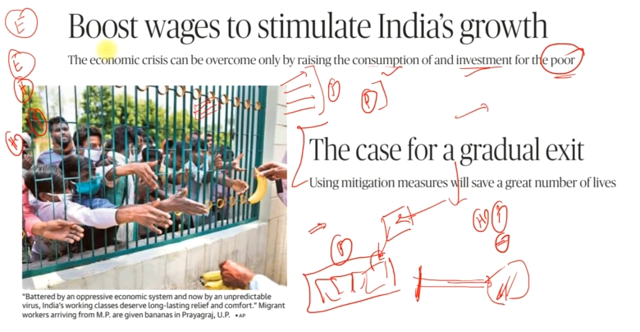 Boost wages to stimulate India's growth
The economic crisis can be overcome only by raising the consumption of and investment for the poor
The case for a gradual exit
Using mitigation measures will save a great number of lives
"Battered by an oppressive economic system and now by an unpredictable
virus, India's working classes deserve long-lasting relief and comfort." Migrant
workers arriving from M.P. are given bananas in Prayagraj, U.P. •AP